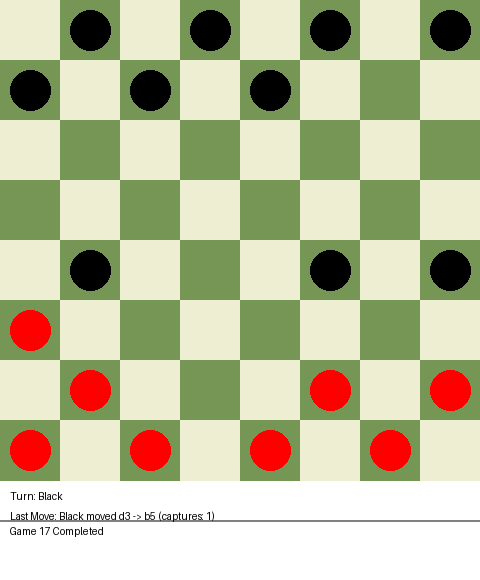 Turn: Black
Last Move: Black moved d3 -> b5 (captures: 1)
Game 17 Completed